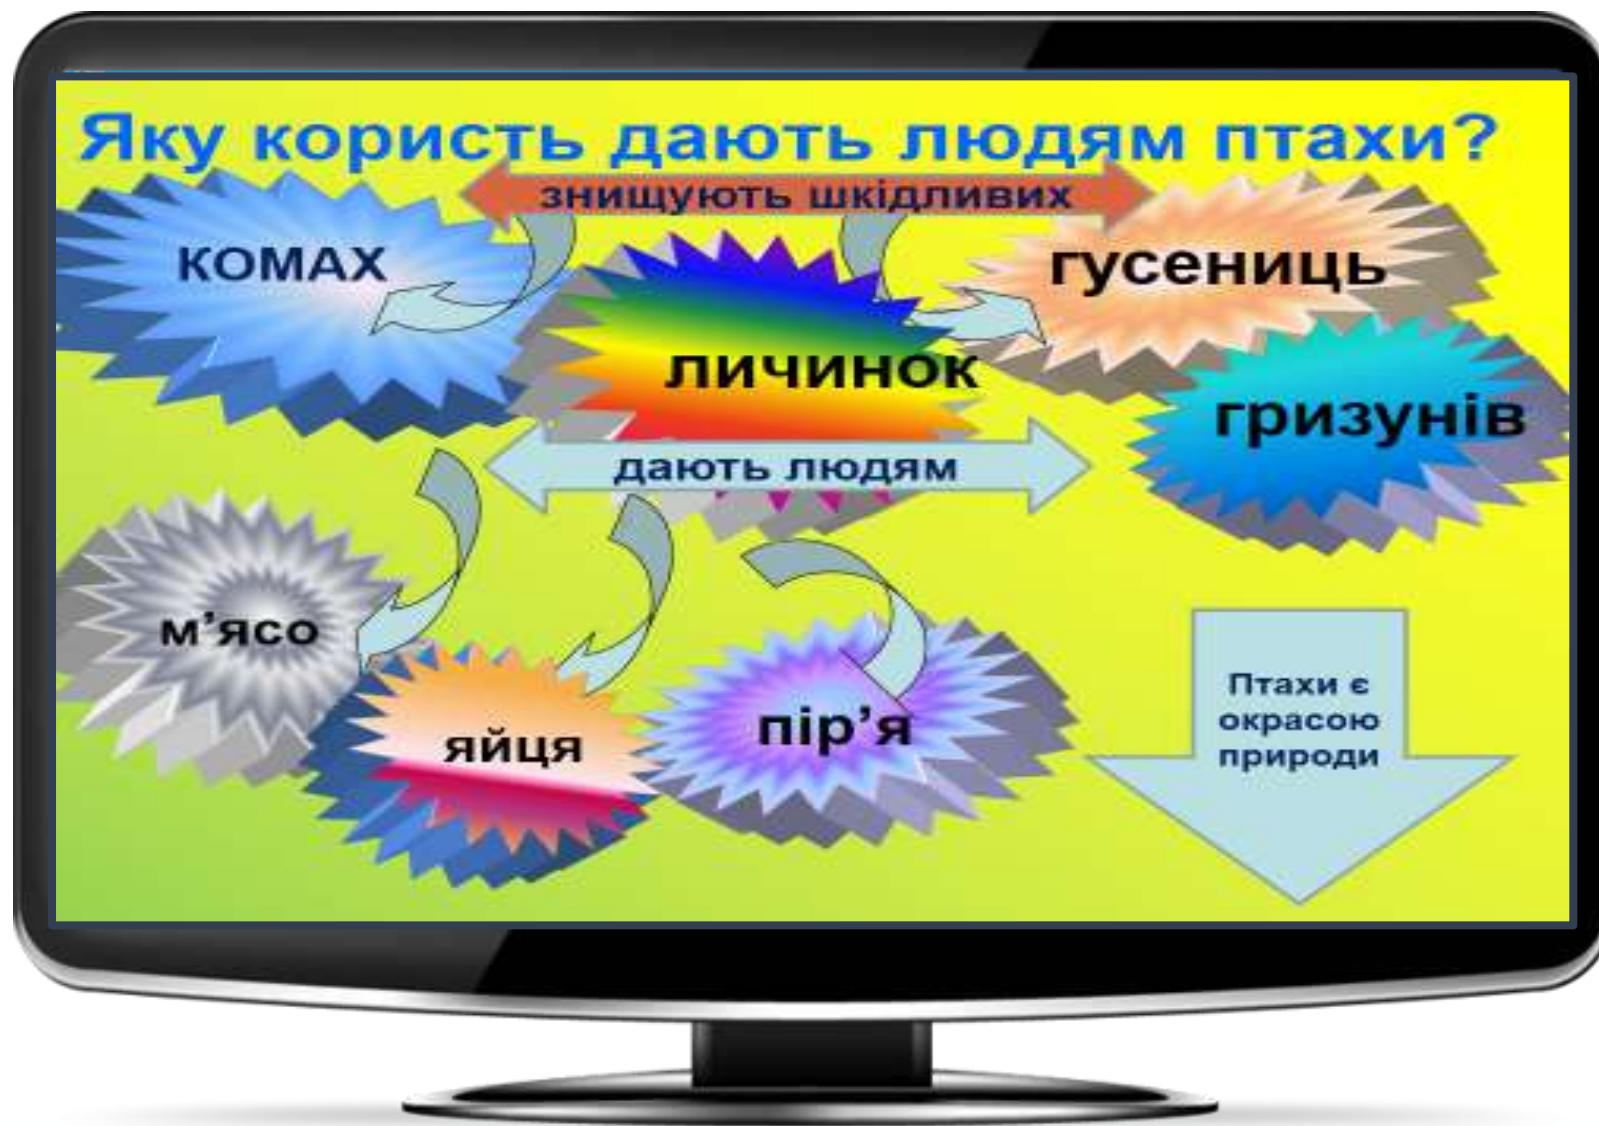 Яку користь дають людям птахи?
знищують шкідливих
комах
гусениць
личинок
гризунів
дають людям
м’ясо
яйця
пір’я
Птахи є
окрасою
природи